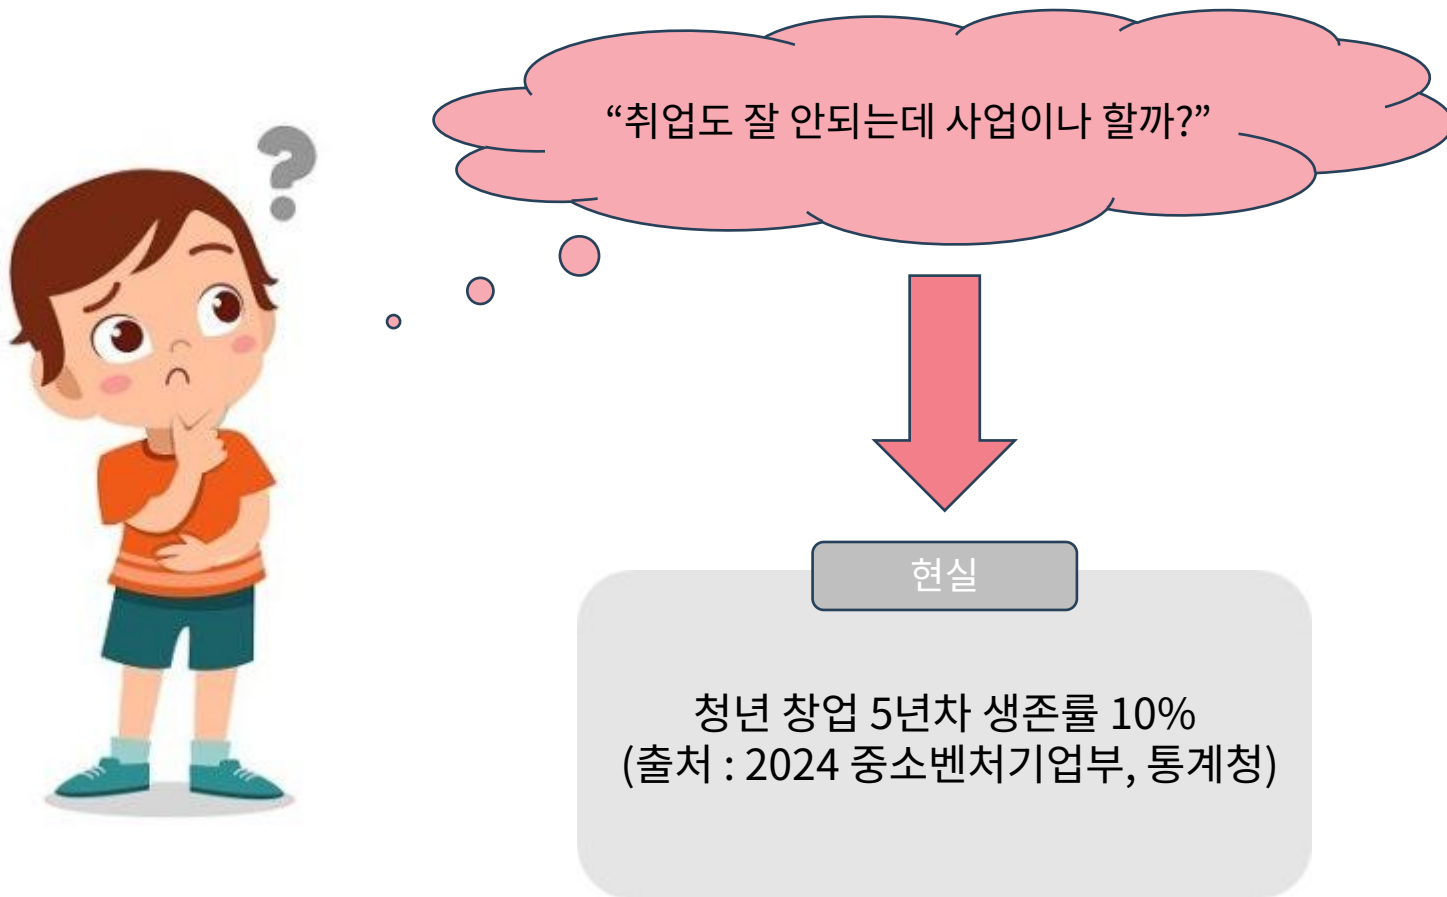 “취업도 잘 안되는데 사업이나 할까?”
?
현실
청년 창업 5년차 생존률 10%
(출처 : 2024 중소벤처기업부, 통계청)